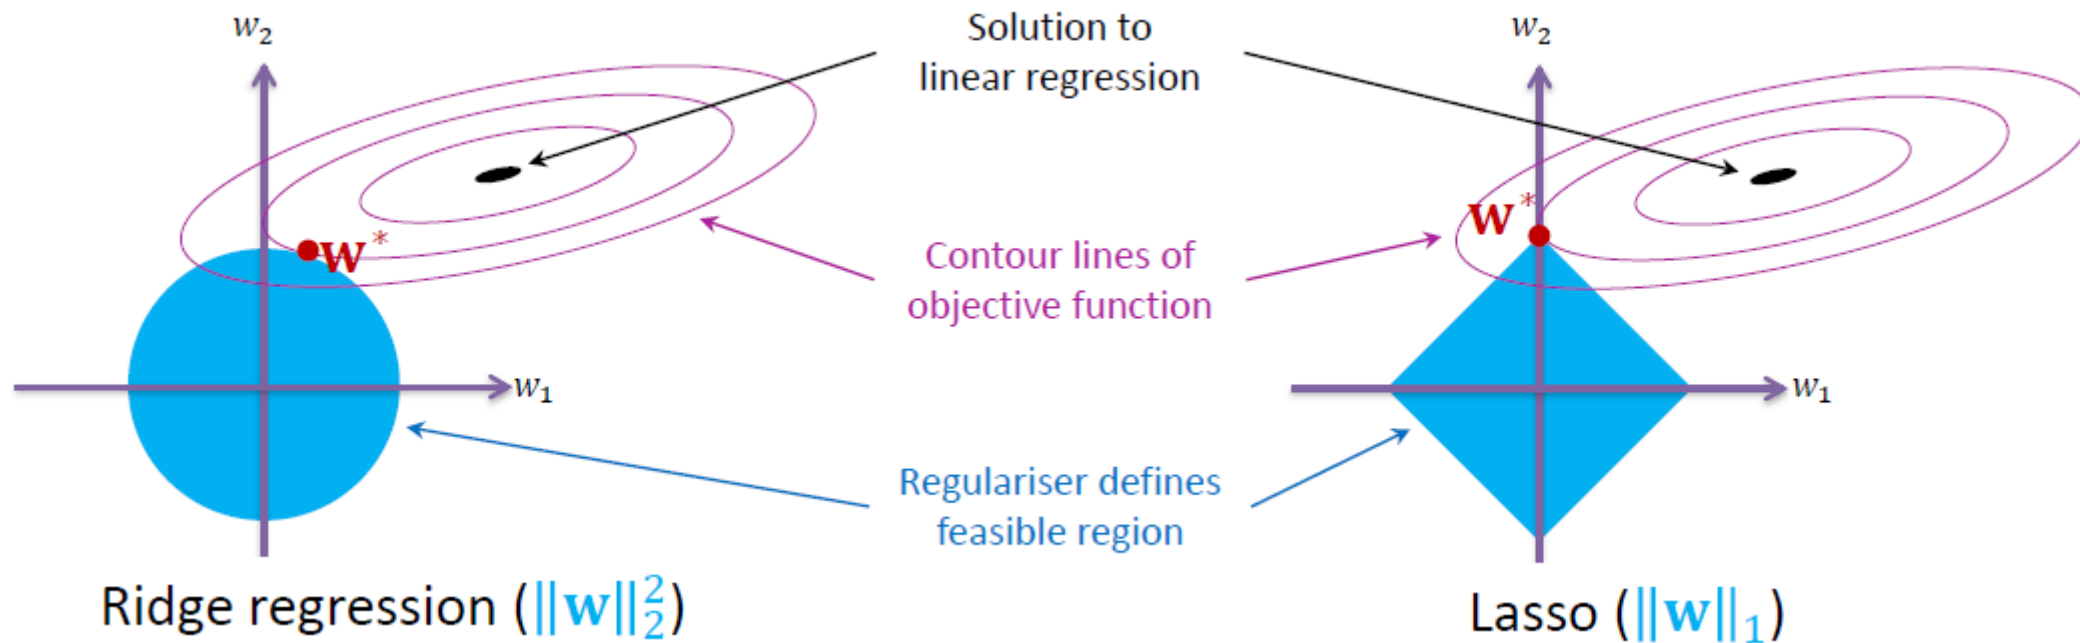 w₂
Solution to
linear regression
w₂
w*
w*
Contour lines of
objective function
w₁
w₁
Regulariser defines
feasible region
Ridge regression (‖w‖₂²)
Lasso (‖w‖₁)